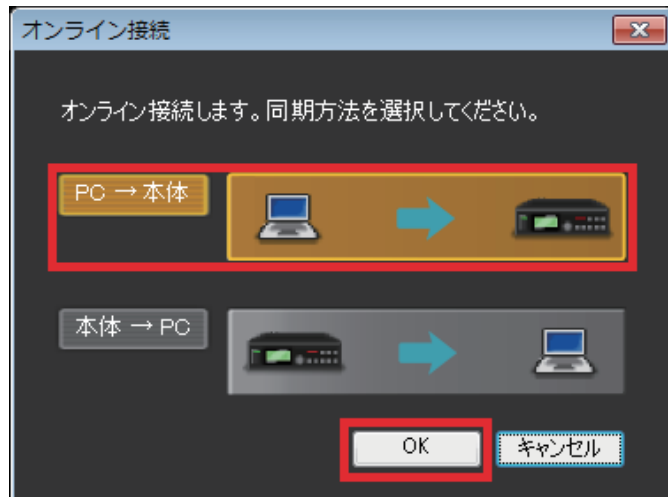 オンライン接続
オンライン接続します。同期方法を選択してください。
PC → 本体
本体 → PC
OK
キャンセル